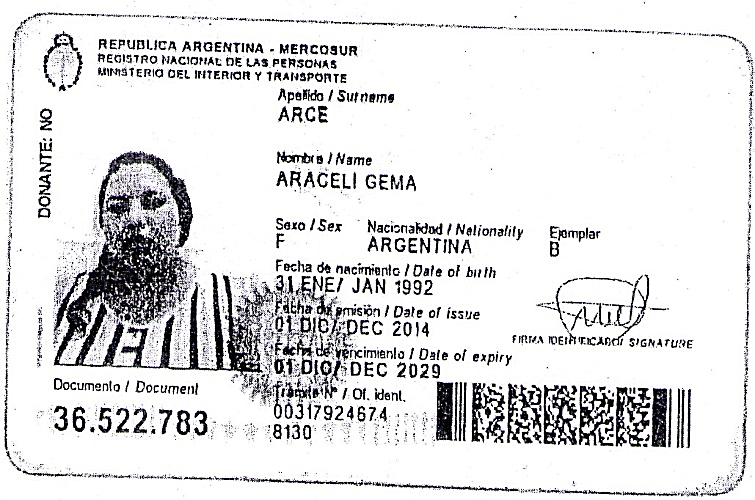 REPUBLICA ARGENTINA - MERCOSUR
REGISTRO NACIONAL DE LAS PERSONAS
MINISTERIO DEL INTERIOR Y TRANSPORTE
Apellido / Surname
ARCE
DONANTE: NO
Nombre / Name
ARACELI GEMA
Sexo / Sex Nacionalidad / Nationality Ejemplar
F ARGENTINA B
Fecha de nacimiento / Date of birth
31 ENE/ JAN 1992
Fecha de emisión / Date of issue
01 DIC/ DEC 2014
FIRMA IDENTIFICADO/ SIGNATURE
Fecha de vencimiento / Date of expiry
01 DIC/ DEC 2029
Documento / Document
36.522.783
Trámite N° / Of. ident.
00317924674
8130